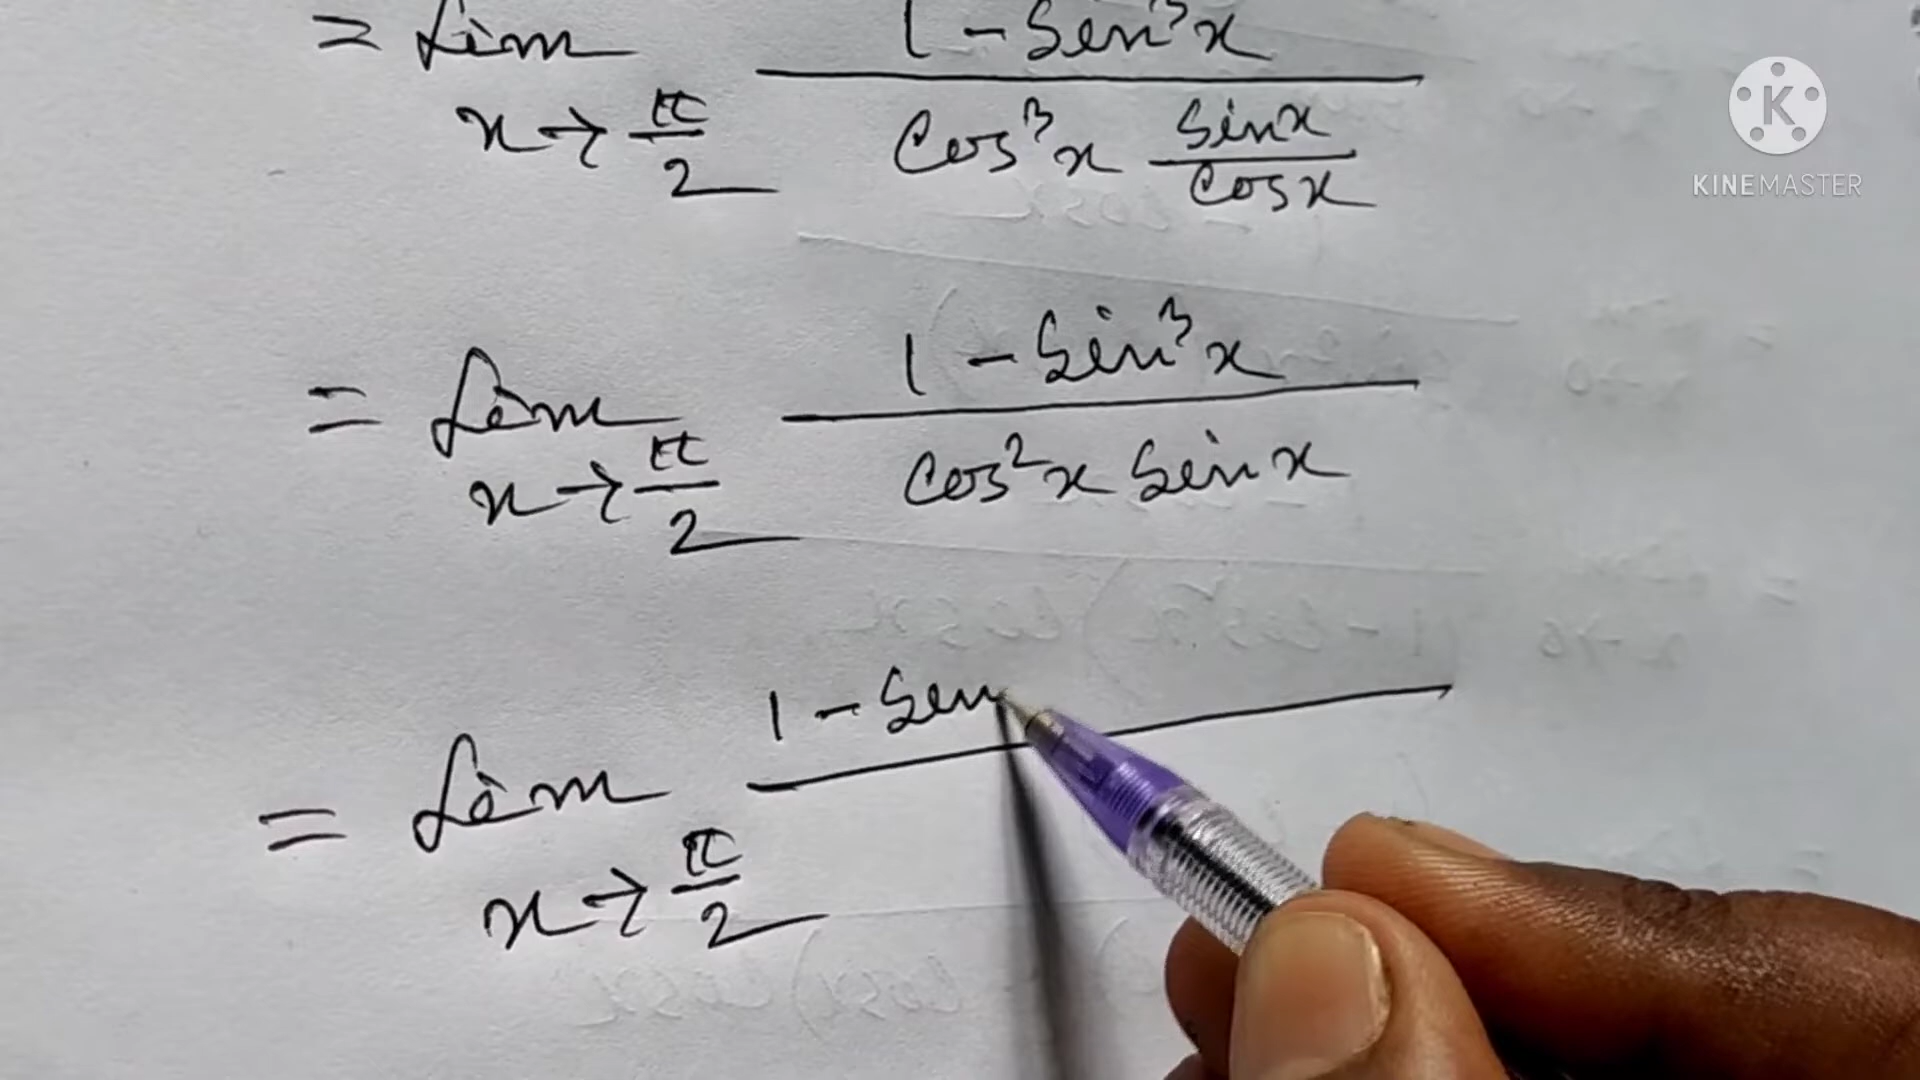 = Lim 1 - Sin³x
x → π/2 Cos³x Sinx/Cosx
K
KINEMASTER
= Lim 1 - Sin³x
x → π/2 Cos²x Sinx
= Lim 1 - Sin
x → π/2